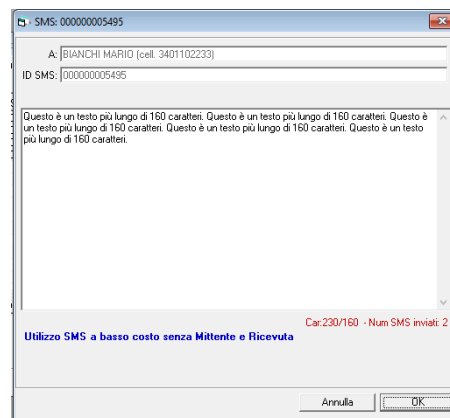 SMS: 000000005495
A: BIANCHI MARIO (cell. 3401102233)
ID SMS: 000000005495
Questo è un testo più lungo di 160 caratteri. Questo è un testo più lungo di 160 caratteri. Questo è
un testo più lungo di 160 caratteri. Questo è un testo più lungo di 160 caratteri. Questo è un testo
più lungo di 160 caratteri.
Car:230/160 - Num SMS inviati: 2
Utilizzo SMS a basso costo senza Mittente e Ricevuta
Annulla OK